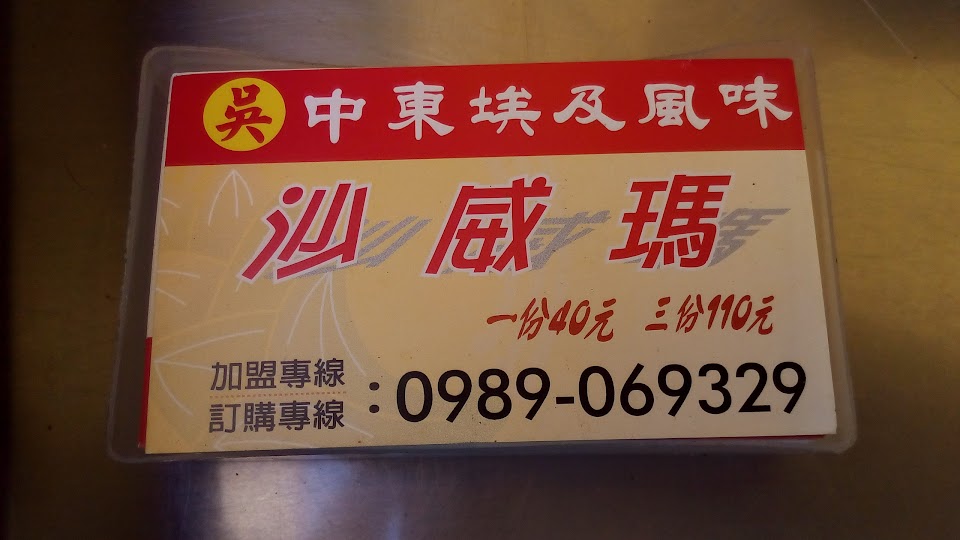 吳 中東埃及風味
沙威瑪
一份40元 三份110元
加盟專線
訂購專線
：0989-069329